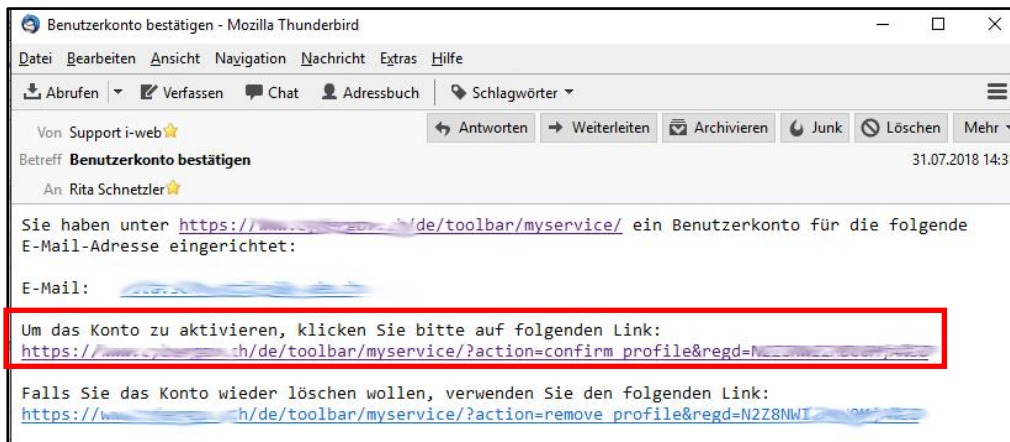 Benutzerkonto bestätigen - Mozilla Thunderbird
Datei Bearbeiten Ansicht Navigation Nachricht Extras Hilfe
Abrufen Verfassen Chat Adressbuch Schlagwörter
Von Support i-web Antworten Weiterleiten Archivieren Junk Löschen Mehr
Betreff Benutzerkonto bestätigen 31.07.2018 14:3
An Rita Schnetzler
Sie haben unter https:// /de/toolbar/myservice/ ein Benutzerkonto für die folgende
E-Mail-Adresse eingerichtet:
E-Mail:
Um das Konto zu aktivieren, klicken Sie bitte auf folgenden Link:
https:// ch/de/toolbar/myservice/?action=confirm_profile&regd=
Falls Sie das Konto wieder löschen wollen, verwenden Sie den folgenden Link:
https:// h/de/toolbar/myservice/?action=remove_profile&regd=N2Z8NWI